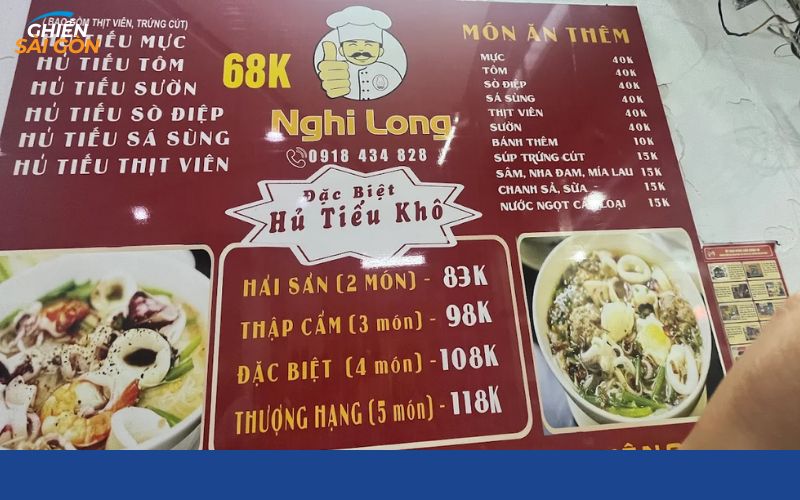 GHIỀN
SÀI GÒN
( BAO GỒM THỊT VIÊN, TRỨNG CÚT)
HỦ TIẾU MỰC
HỦ TIẾU TÔM
HỦ TIẾU SƯỜN
HỦ TIẾU SÒ ĐIỆP
HỦ TIẾU SÁ SÙNG
HỦ TIẾU THỊT VIÊN
68K
Nghi Long
0918 434 828
MÓN ĂN THÊM
MỰC 40K
TÔM 40K
SÒ ĐIỆP 40K
SÁ SÙNG 40K
THỊT VIÊN 40K
SƯỜN 40K
BÁNH THÊM 10K
SÚP TRỨNG CÚT 15K
SÂM, NHA ĐAM, MÍA LAU 15K
CHANH SẢ, SỮA - 15K
NƯỚC NGỌT CÁC LOẠI 15K
Đặc Biệt
Hủ Tiếu Khô
HẢI SẢN (2 MÓN) - 83K
THẬP CẨM (3 món) - 98K
ĐẶC BIỆT (4 món) - 108K
THƯỢNG HẠNG (5 món) - 118K